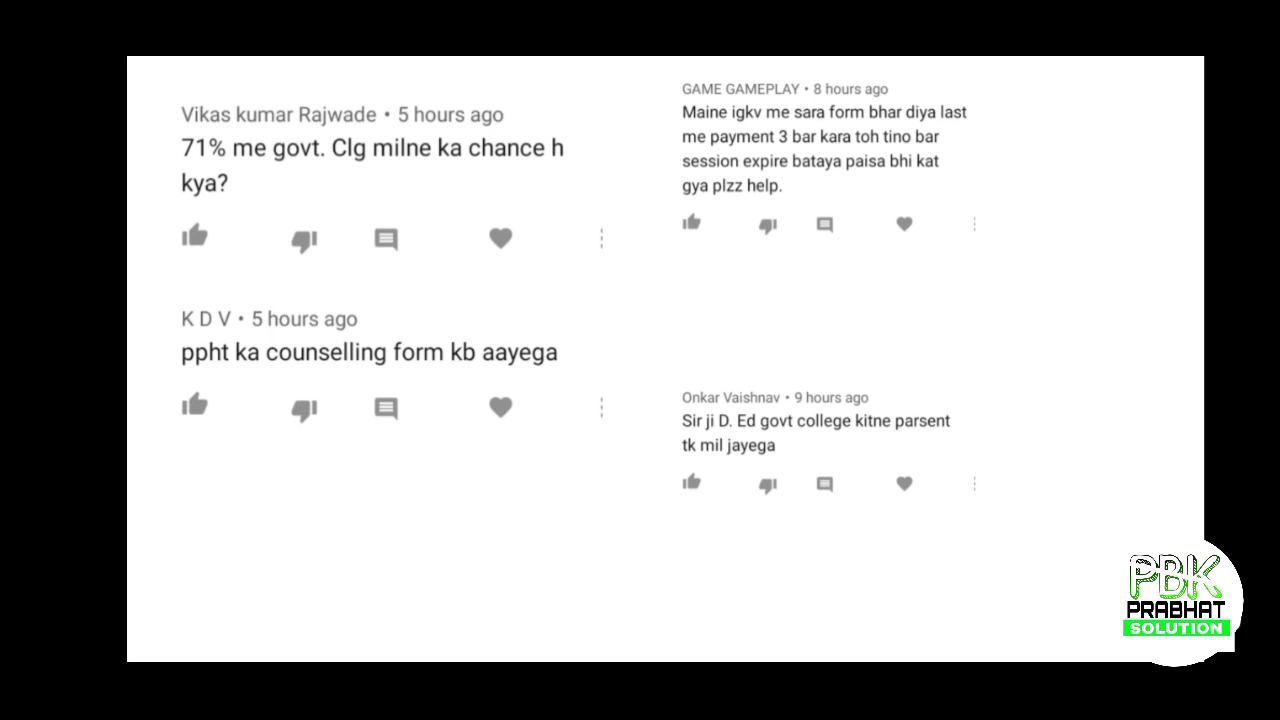 Vikas kumar Rajwade • 5 hours ago
71% me govt. Clg milne ka chance h
kya?
K D V • 5 hours ago
ppht ka counselling form kb aayega
GAME GAMEPLAY • 8 hours ago
Maine igkv me sara form bhar diya last
me payment 3 bar kara toh tino bar
session expire bataya paisa bhi kat
gya plzz help.
Onkar Vaishnav • 9 hours ago
Sir ji D. Ed govt college kitne parsent
tk mil jayega
PBK
PRABHAT
SOLUTION